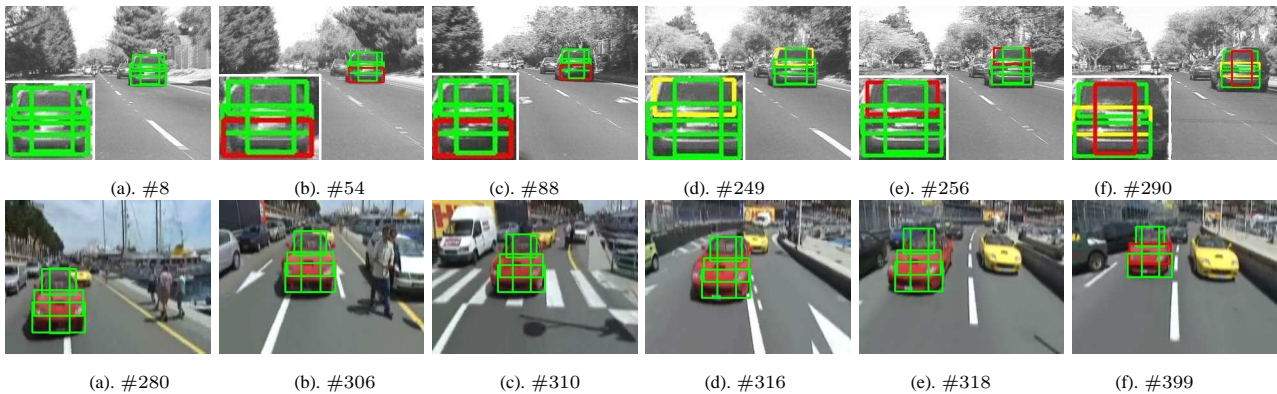 (a). #8 (b). #54 (c). #88 (d). #249 (e). #256 (f). #290
(a). #280 (b). #306 (c). #310 (d). #316 (e). #318 (f). #399